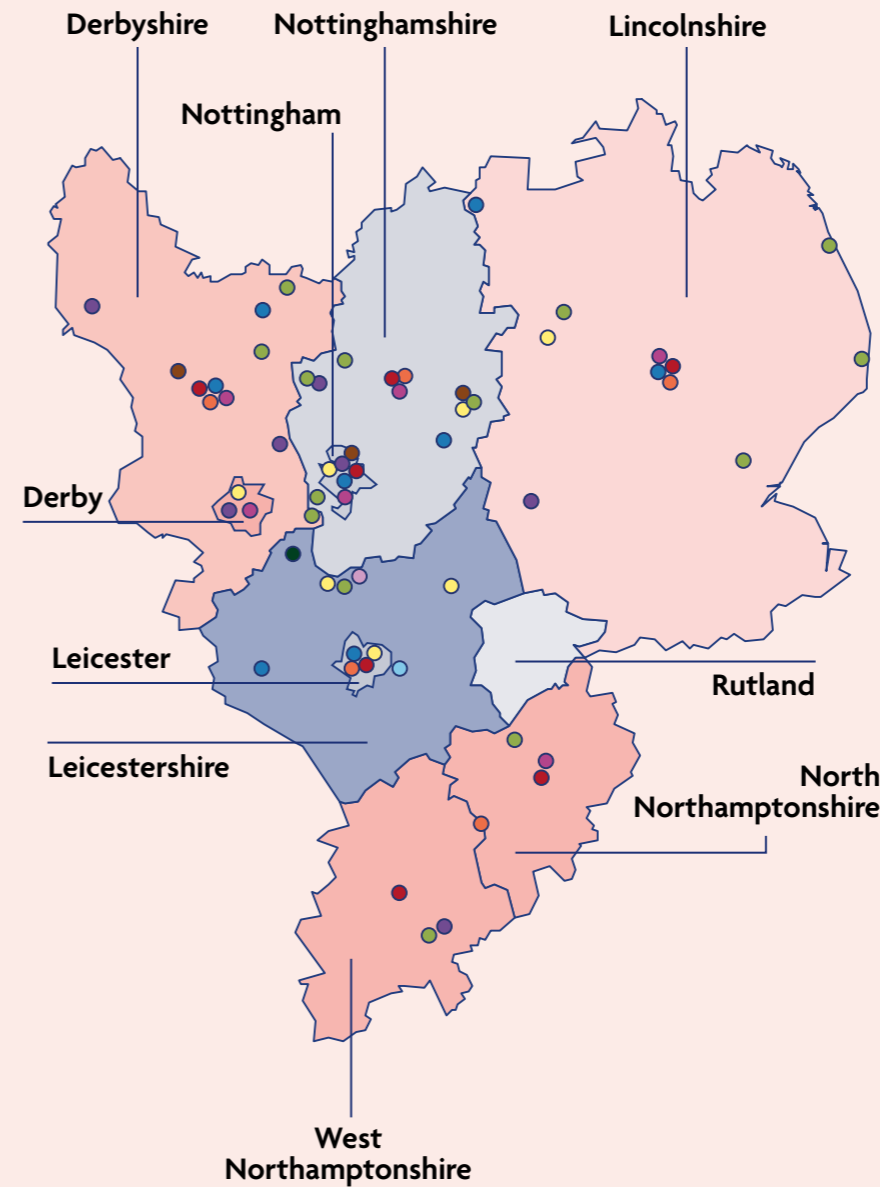 Derbyshire
Nottinghamshire
Lincolnshire
Nottingham
Derby
Leicester
Rutland
Leicestershire
North
Northamptonshire
West
Northamptonshire